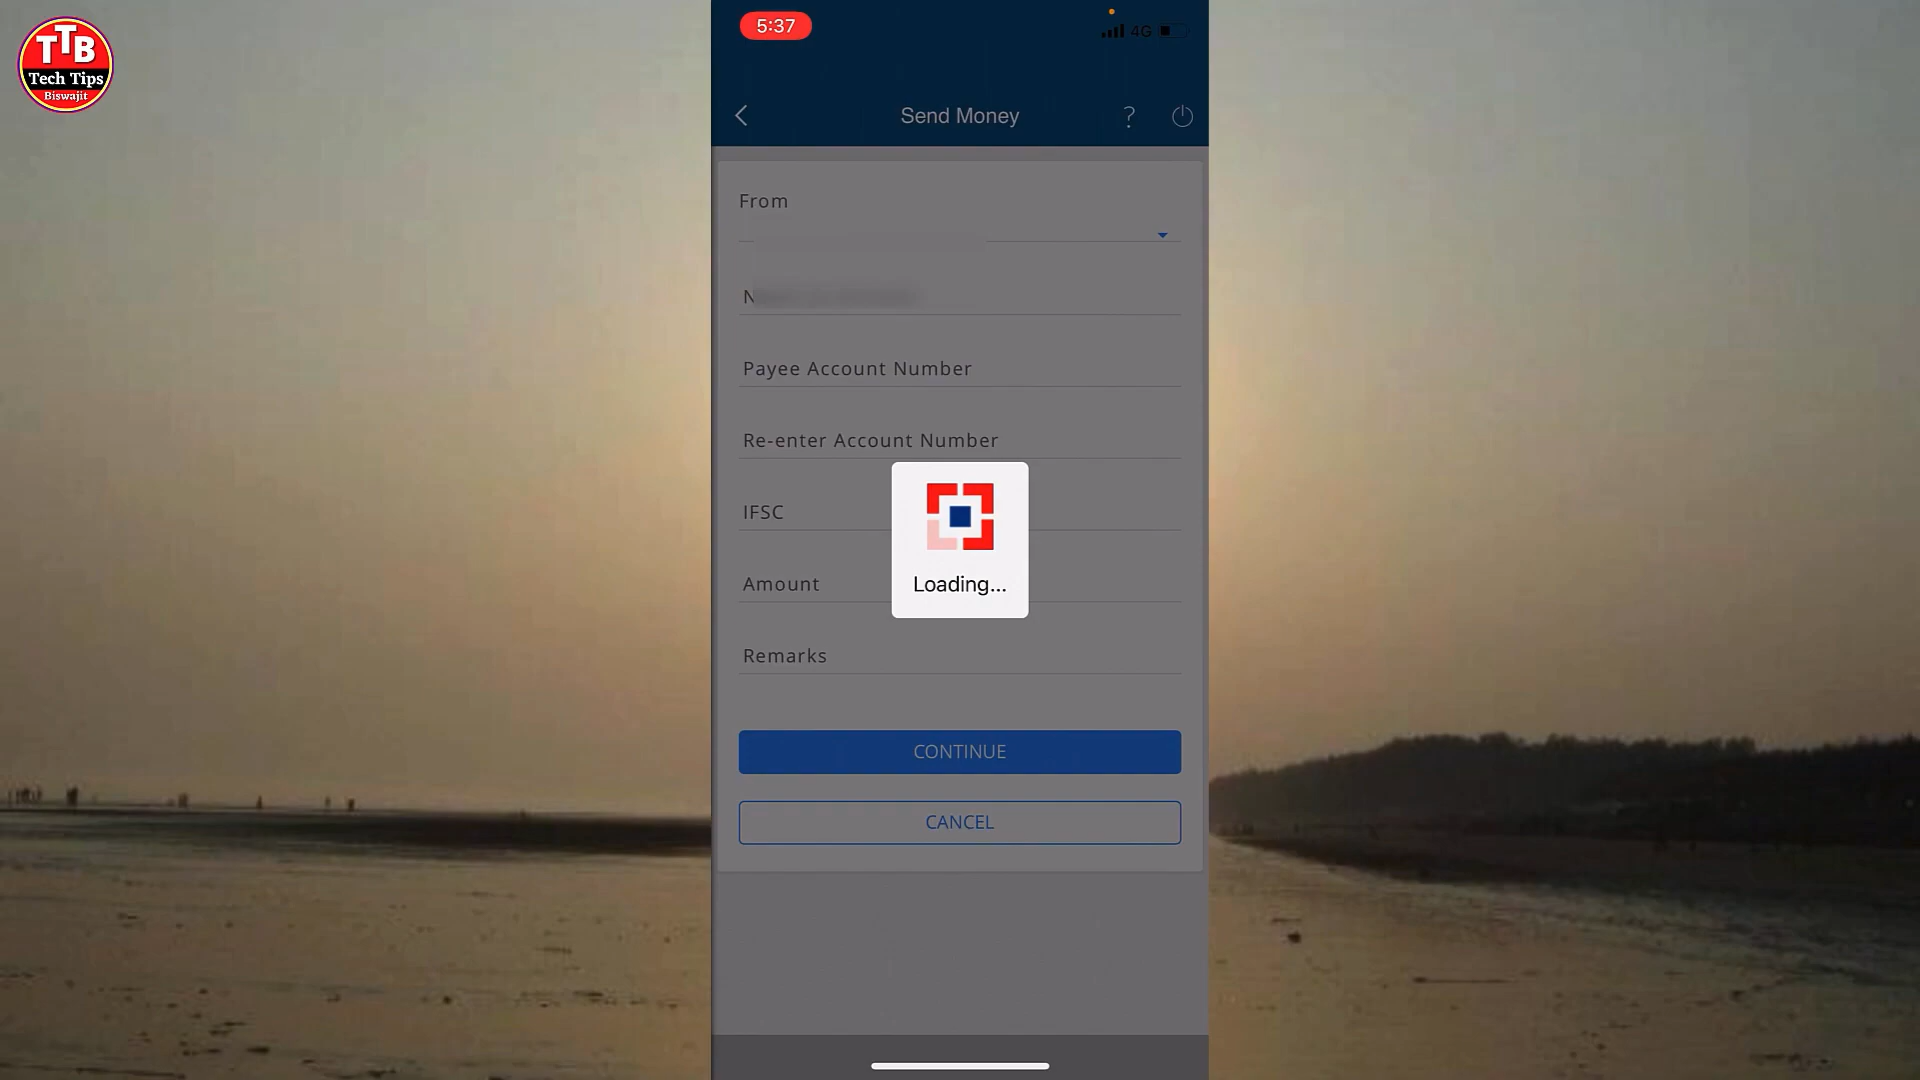 TTB
Tech Tips
Biswajit
5:37
4G
Send Money
?
From
Payee Account Number
Re-enter Account Number
IFSC
Amount
Remarks
Loading...
CONTINUE
CANCEL